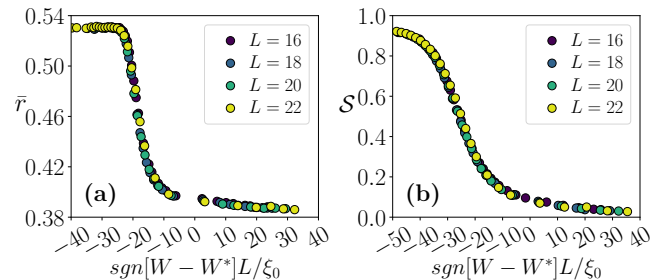 0.54
0.50
0.46
0.42
0.38
r̄
L = 16
L = 18
L = 20
L = 22
(a)
−40 −30 −20 −10 0 10 20 30 40
sgn[W − W*]L/ξ0
1.0
0.8
0.6
0.4
0.2
0.0
S
L = 16
L = 18
L = 20
L = 22
(b)
−50 −40 −30 −20 −10 0 10 20 30 40
sgn[W − W*]L/ξ0